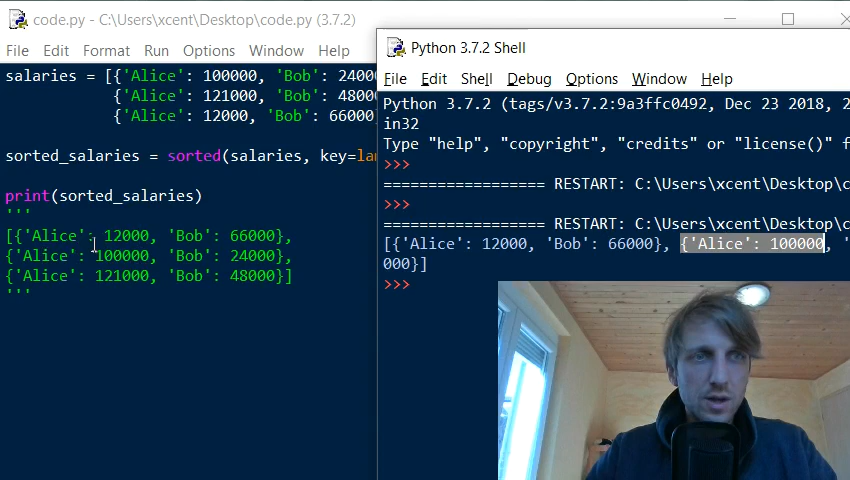 code.py - C:\Users\xcent\Desktop\code.py (3.7.2)
File Edit Format Run Options Window Help
salaries = [{'Alice': 100000, 'Bob': 24000
{'Alice': 121000, 'Bob': 48000
{'Alice': 12000, 'Bob': 66000}
sorted_salaries = sorted(salaries, key=lam
print(sorted_salaries)
'''
[{'Alice': 12000, 'Bob': 66000},
{'Alice': 100000, 'Bob': 24000},
{'Alice': 121000, 'Bob': 48000}]
'''
Python 3.7.2 Shell
File Edit Shell Debug Options Window Help
Python 3.7.2 (tags/v3.7.2:9a3ffc0492, Dec 23 2018, 2
in32
Type "help", "copyright", "credits" or "license()" f
>>>
================== RESTART: C:\Users\xcent\Desktop\c
>>>
================== RESTART: C:\Users\xcent\Desktop\c
[{'Alice': 12000, 'Bob': 66000}, {'Alice': 100000, '
000}]
>>>